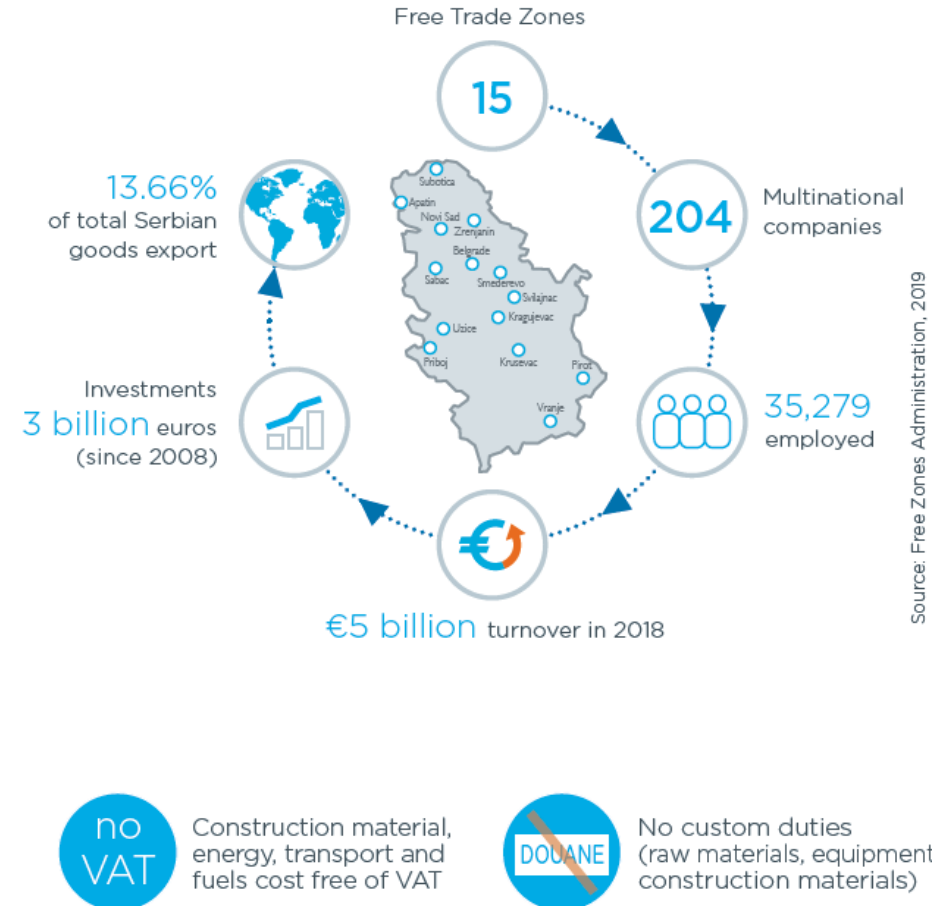 Free Trade Zones
15
204
Multinational
companies
35,279
employed
€5 billion turnover in 2018
Investments
3 billion euros
(since 2008)
13.66%
of total Serbian
goods export
Subotica
Apatin
Novi Sad
Zrenjanin
Belgrade
Sabac
Smederevo
Svilajnac
Kragujevac
Uzice
Priboj
Krusevac
Pirot
Vranje
Source: Free Zones Administration, 2019
no
VAT
Construction material,
energy, transport and
fuels cost free of VAT
DOUANE
No custom duties
(raw materials, equipment
construction materials)